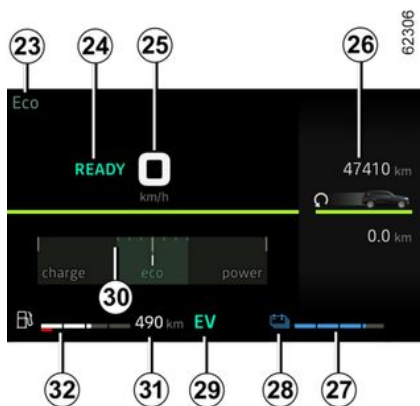 62306
23 24 25 26
Eco
READY 0
km/h
47410 km
0.0 km
charge eco power
30
490 km EV
32 31 29 28 27